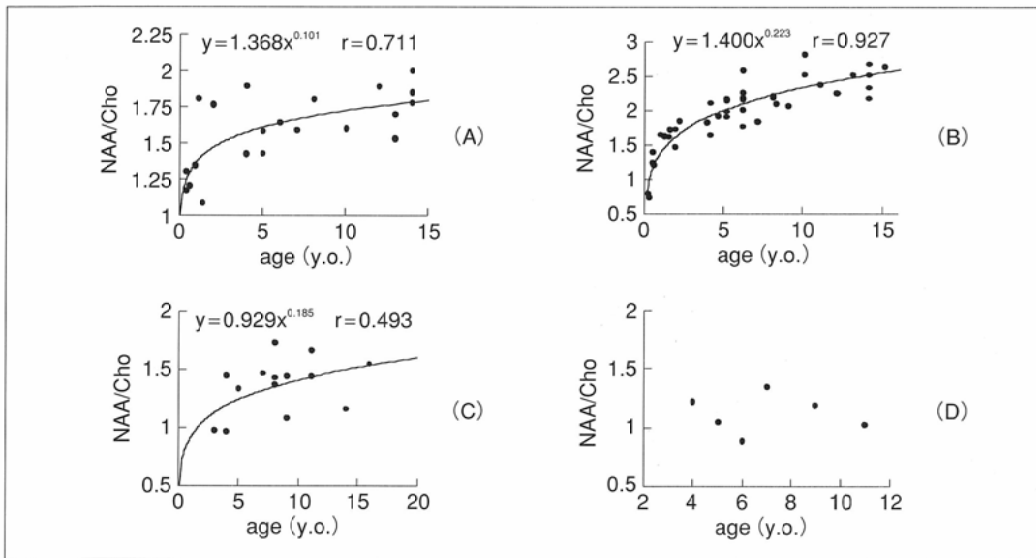 2.25
y=1.368x^0.101 r=0.711
2
1.75
1.5
1.25
1
NAA/Cho
0 5 10 15
age (y.o.)
(A)
3
y=1.400x^0.223 r=0.927
2.5
2
1.5
1
0.5
NAA/Cho
0 5 10 15
age (y.o.)
(B)
2
y=0.929x^0.185 r=0.493
1.5
1
0.5
NAA/Cho
0 5 10 15 20
age (y.o.)
(C)
2
1.5
1
0.5
NAA/Cho
2 4 6 8 10 12
age (y.o.)
(D)